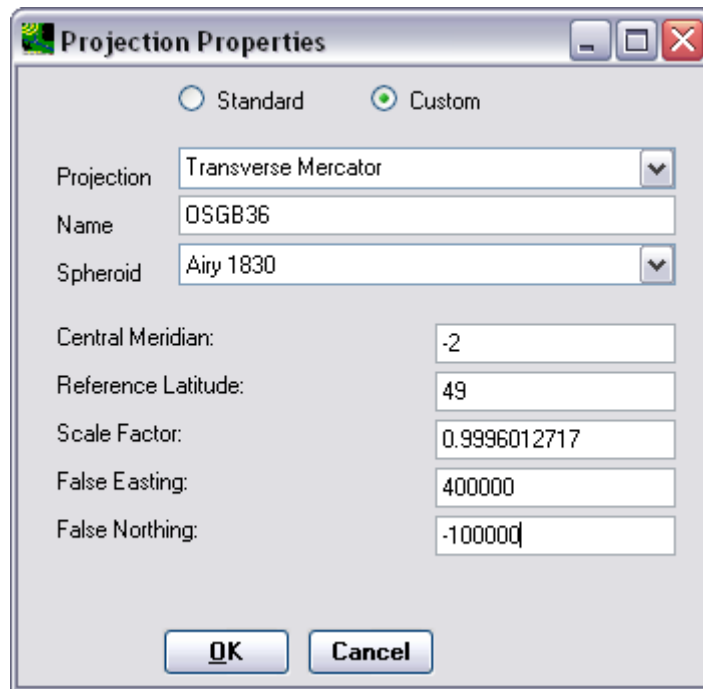 Projection Properties
Standard Custom
Projection Transverse Mercator
Name OSGB36
Spheroid Airy 1830
Central Meridian: -2
Reference Latitude: 49
Scale Factor: 0.9996012717
False Easting: 400000
False Northing: -100000
OK Cancel